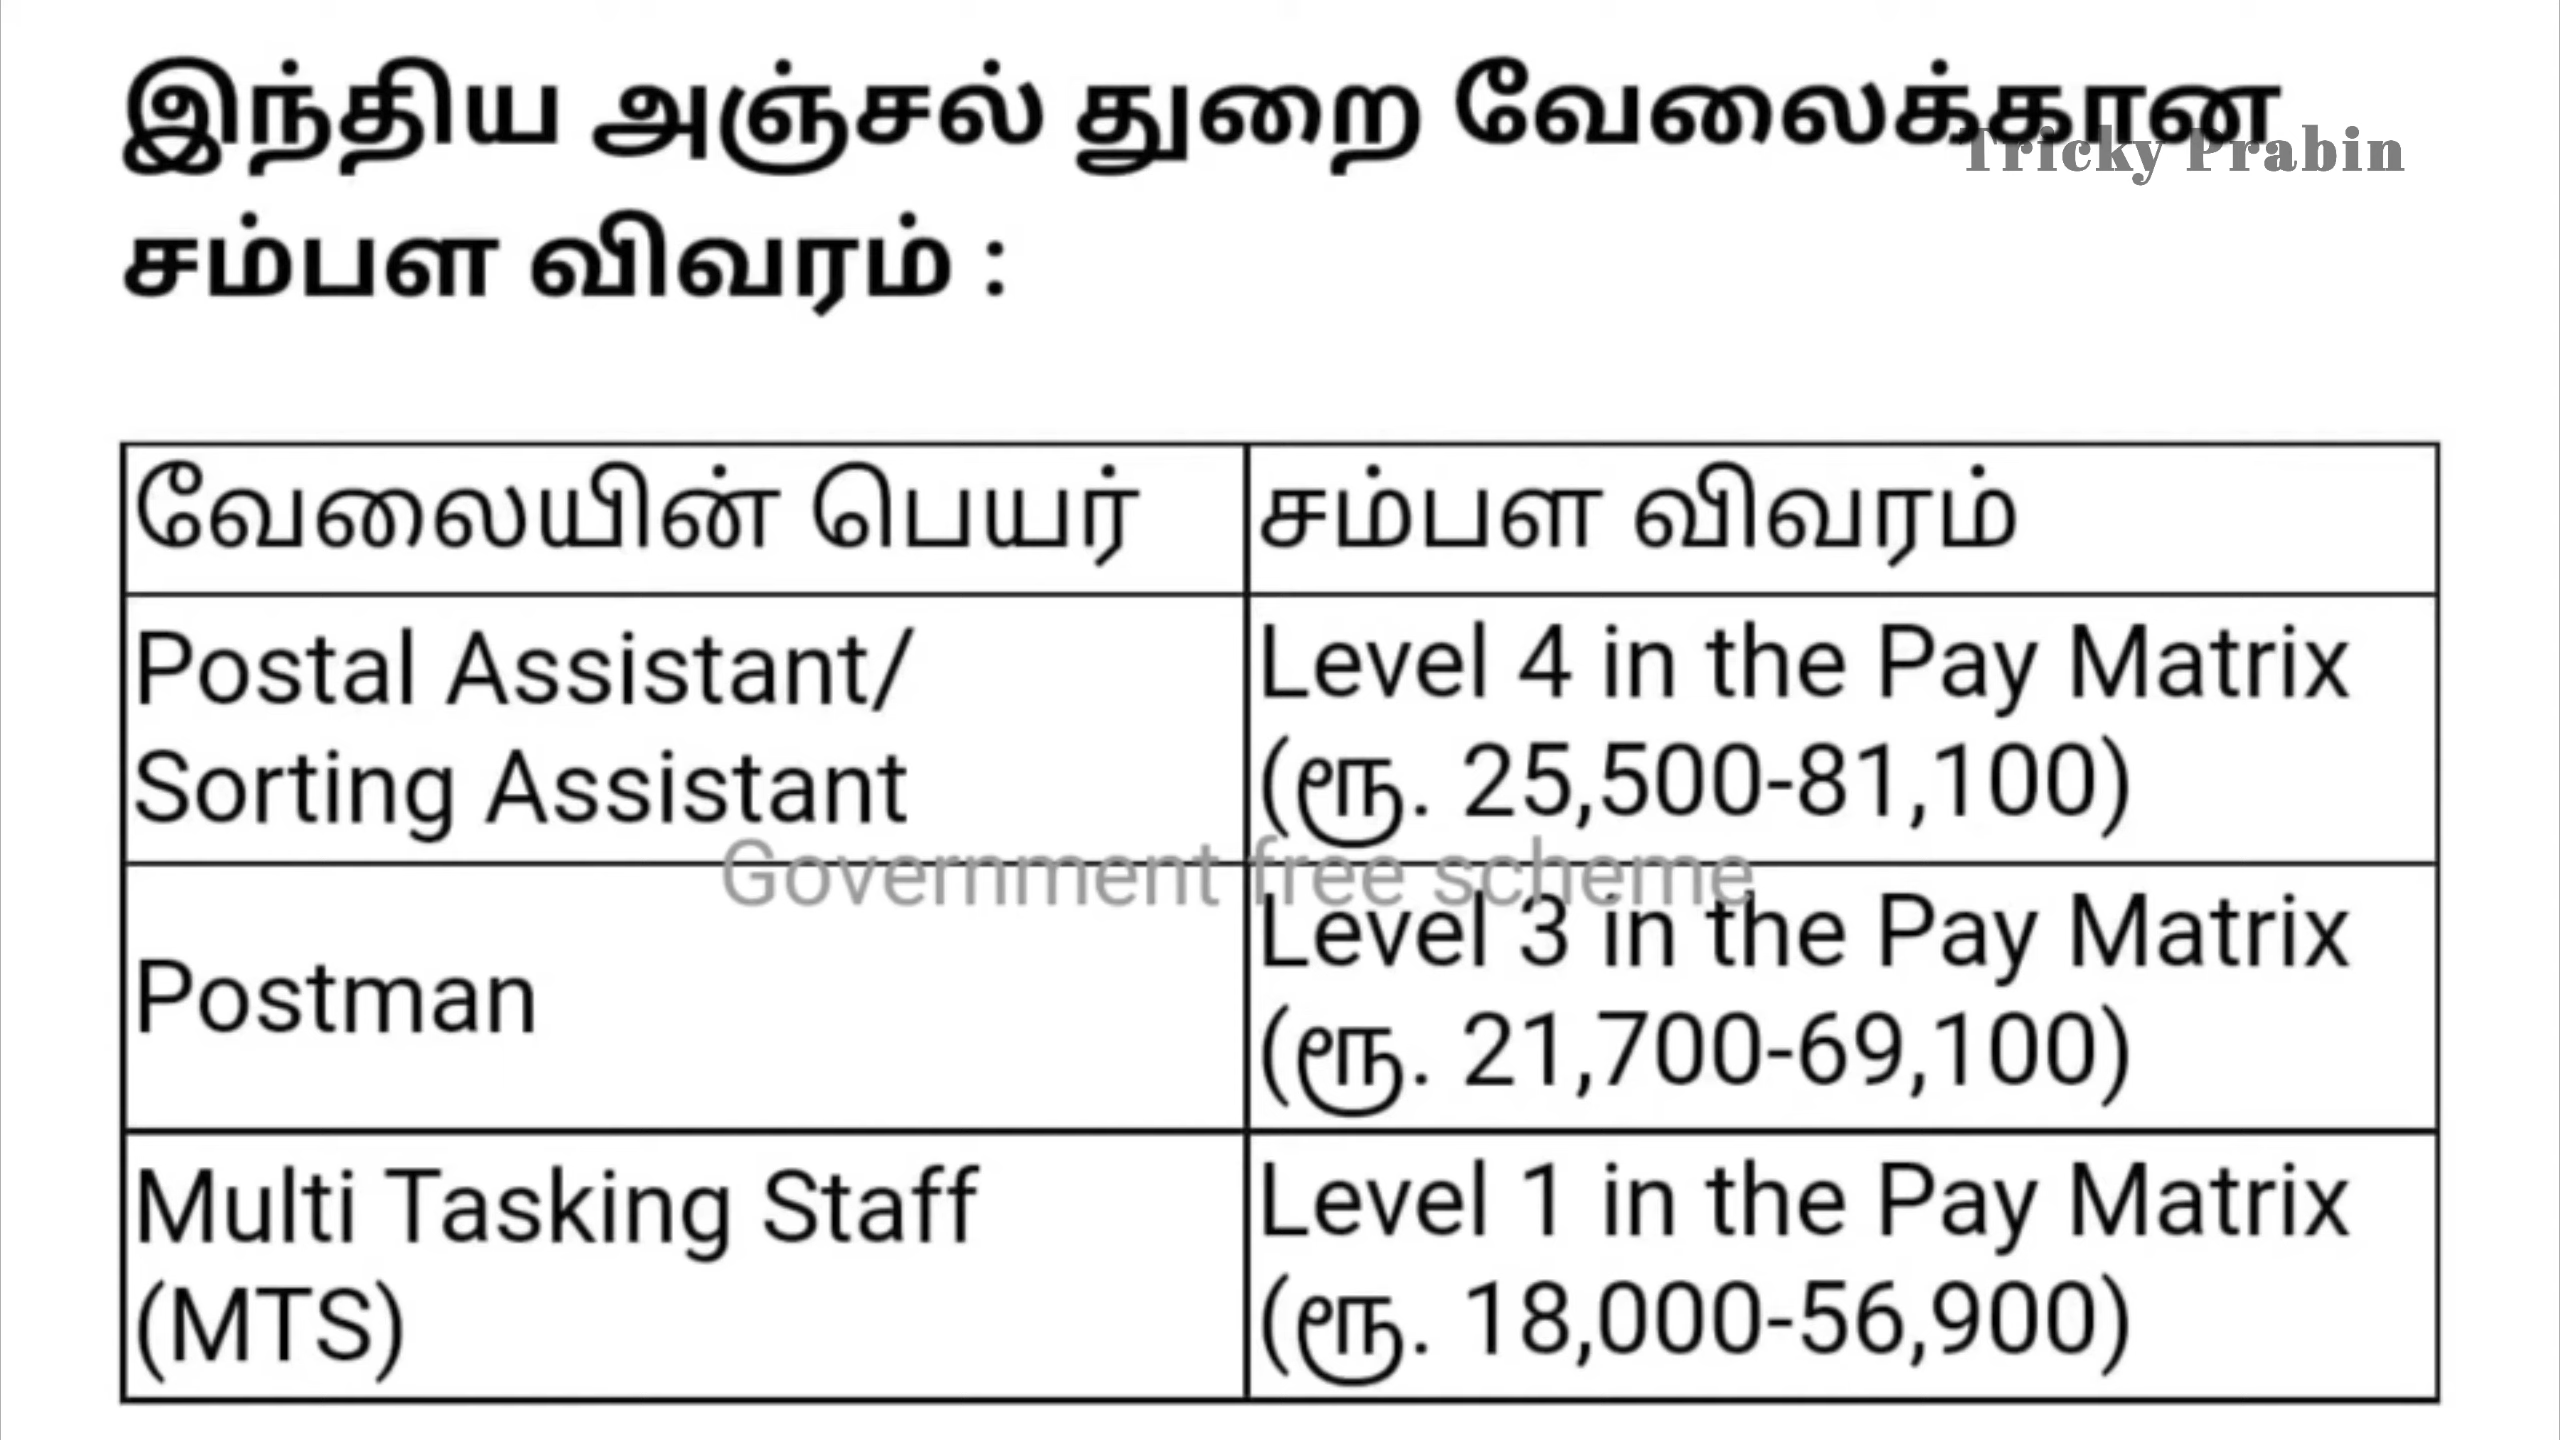 இந்திய அஞ்சல் துறை வேலைக்கான
Tricky Prabin
சம்பள விவரம் :
வேலையின் பெயர் சம்பள விவரம்
Postal Assistant/
Sorting Assistant
Level 4 in the Pay Matrix
(ரூ. 25,500-81,100)
Government free scheme
Postman
Level 3 in the Pay Matrix
(ரூ. 21,700-69,100)
Multi Tasking Staff
(MTS)
Level 1 in the Pay Matrix
(ரூ. 18,000-56,900)